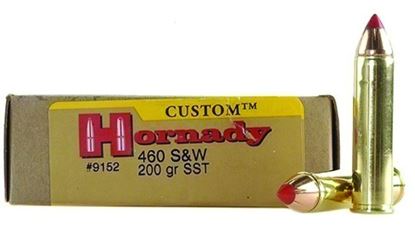 CUSTOM™
Hornady
460 S&W
#9152
200 gr SST